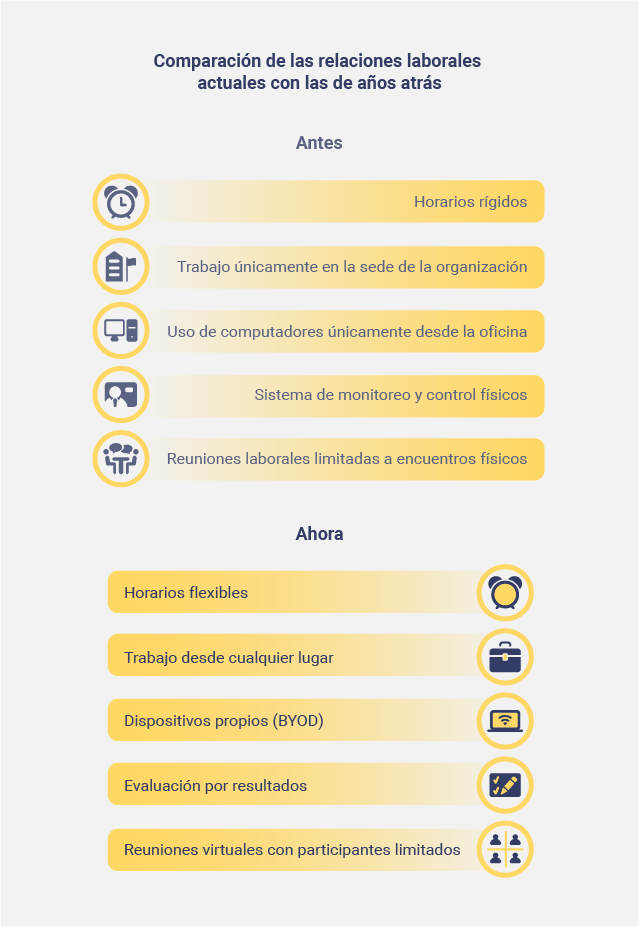 Comparación de las relaciones laborales
actuales con las de años atrás
Antes
Horarios rígidos
Trabajo únicamente en la sede de la organización
Uso de computadores únicamente desde la oficina
Sistema de monitoreo y control físicos
Reuniones laborales limitadas a encuentros físicos
Ahora
Horarios flexibles
Trabajo desde cualquier lugar
Dispositivos propios (BYOD)
Evaluación por resultados
Reuniones virtuales con participantes limitados